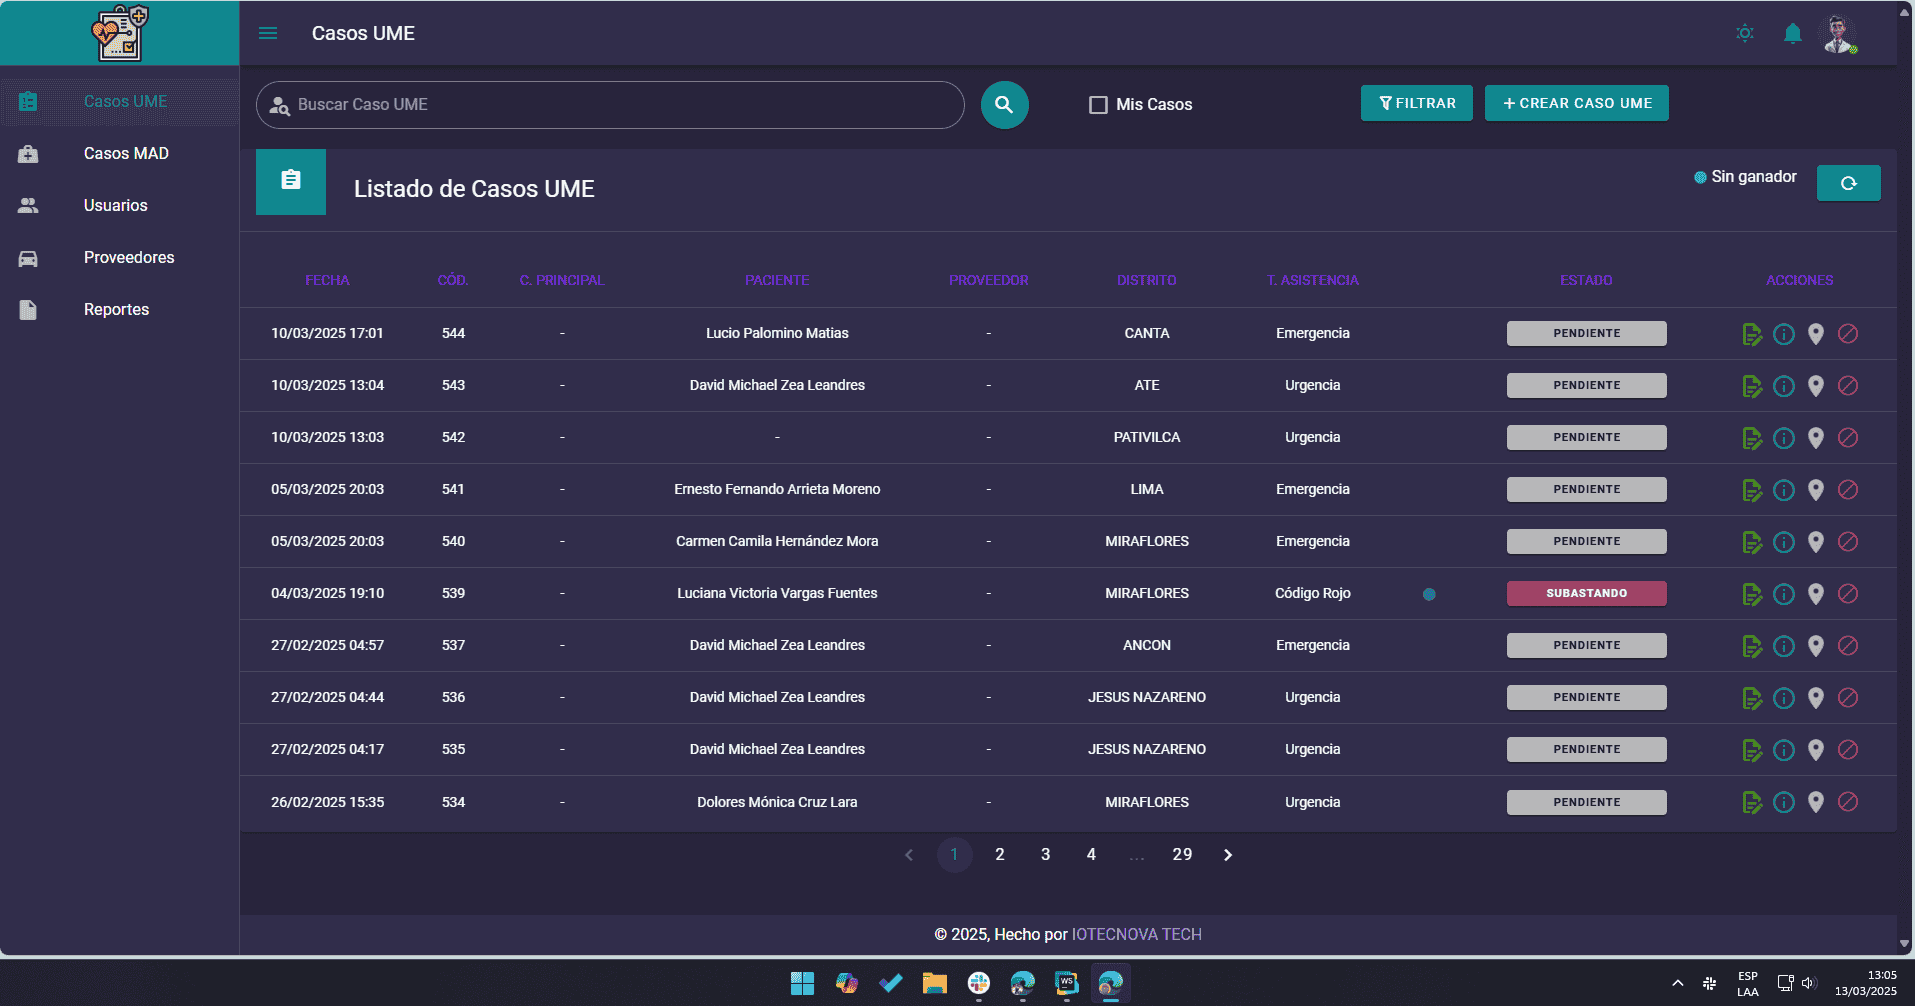 Casos UME
Casos UME
Casos MAD
Usuarios
Proveedores
Reportes
Buscar Caso UME
Mis Casos
FILTRAR
+ CREAR CASO UME
Listado de Casos UME
Sin ganador
FECHA CÓD. C. PRINCIPAL PACIENTE PROVEEDOR DISTRITO T. ASISTENCIA ESTADO ACCIONES
10/03/2025 17:01 544 - Lucio Palomino Matias - CANTA Emergencia PENDIENTE
10/03/2025 13:04 543 - David Michael Zea Leandres - ATE Urgencia PENDIENTE
10/03/2025 13:03 542 - - - PATIVILCA Urgencia PENDIENTE
05/03/2025 20:03 541 - Ernesto Fernando Arrieta Moreno - LIMA Emergencia PENDIENTE
05/03/2025 20:03 540 - Carmen Camila Hernández Mora - MIRAFLORES Emergencia PENDIENTE
04/03/2025 19:10 539 - Luciana Victoria Vargas Fuentes - MIRAFLORES Código Rojo SUBASTANDO
27/02/2025 04:57 537 - David Michael Zea Leandres - ANCON Emergencia PENDIENTE
27/02/2025 04:44 536 - David Michael Zea Leandres - JESUS NAZARENO Urgencia PENDIENTE
27/02/2025 04:17 535 - David Michael Zea Leandres - JESUS NAZARENO Urgencia PENDIENTE
26/02/2025 15:35 534 - Dolores Mónica Cruz Lara - MIRAFLORES Urgencia PENDIENTE
1 2 3 4 ... 29
© 2025, Hecho por IOTECNOVA TECH
WS
ESP
LAA
13:05
13/03/2025